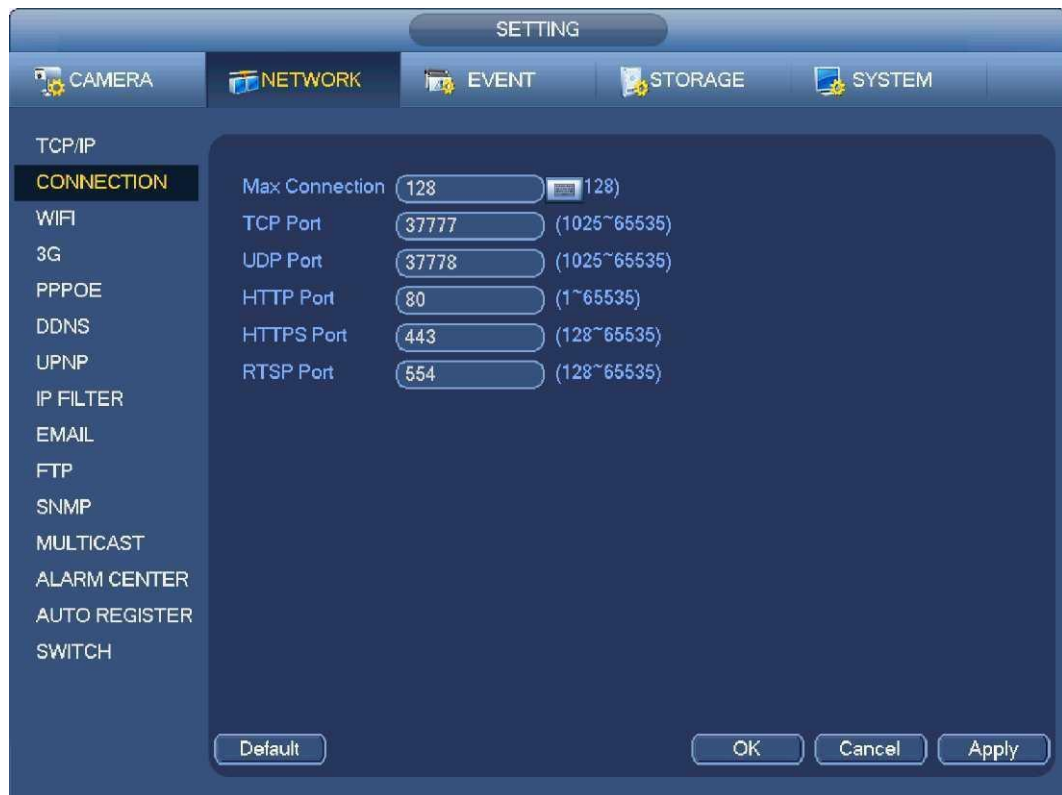 SETTING
CAMERA NETWORK EVENT STORAGE SYSTEM
TCP/IP
CONNECTION
WIFI
3G
PPPOE
DDNS
UPNP
IP FILTER
EMAIL
FTP
SNMP
MULTICAST
ALARM CENTER
AUTO REGISTER
SWITCH
Max Connection 128 128)
TCP Port 37777 (1025~65535)
UDP Port 37778 (1025~65535)
HTTP Port 80 (1~65535)
HTTPS Port 443 (128~65535)
RTSP Port 554 (128~65535)
Default OK Cancel Apply